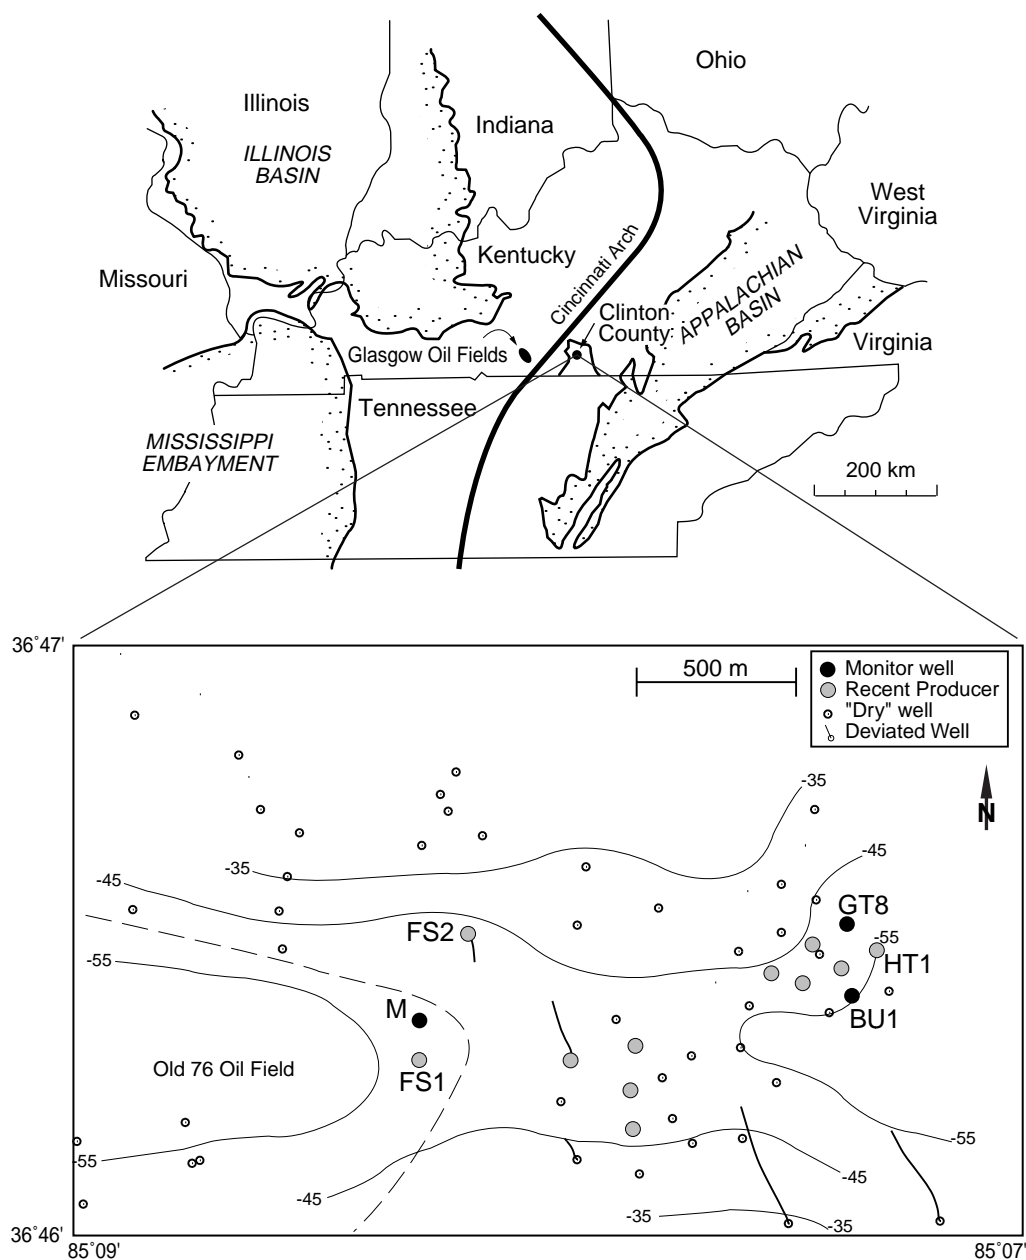 Ohio
Illinois
Indiana
ILLINOIS
BASIN
West
Virginia
Kentucky
Missouri
Cincinnati Arch
APPALACHIAN
BASIN
Clinton
County
Glasgow Oil Fields
Virginia
Tennessee
MISSISSIPPI
EMBAYMENT
200 km
36˚47'
500 m
Monitor well
Recent Producer
"Dry" well
Deviated Well
N
-35
-45
-35
-45
GT8
FS2
-55
HT1
-55
M
BU1
Old 76 Oil Field
FS1
-55
-55
-45
-45
-35
-35
36˚46'
85˚09'
85˚07'